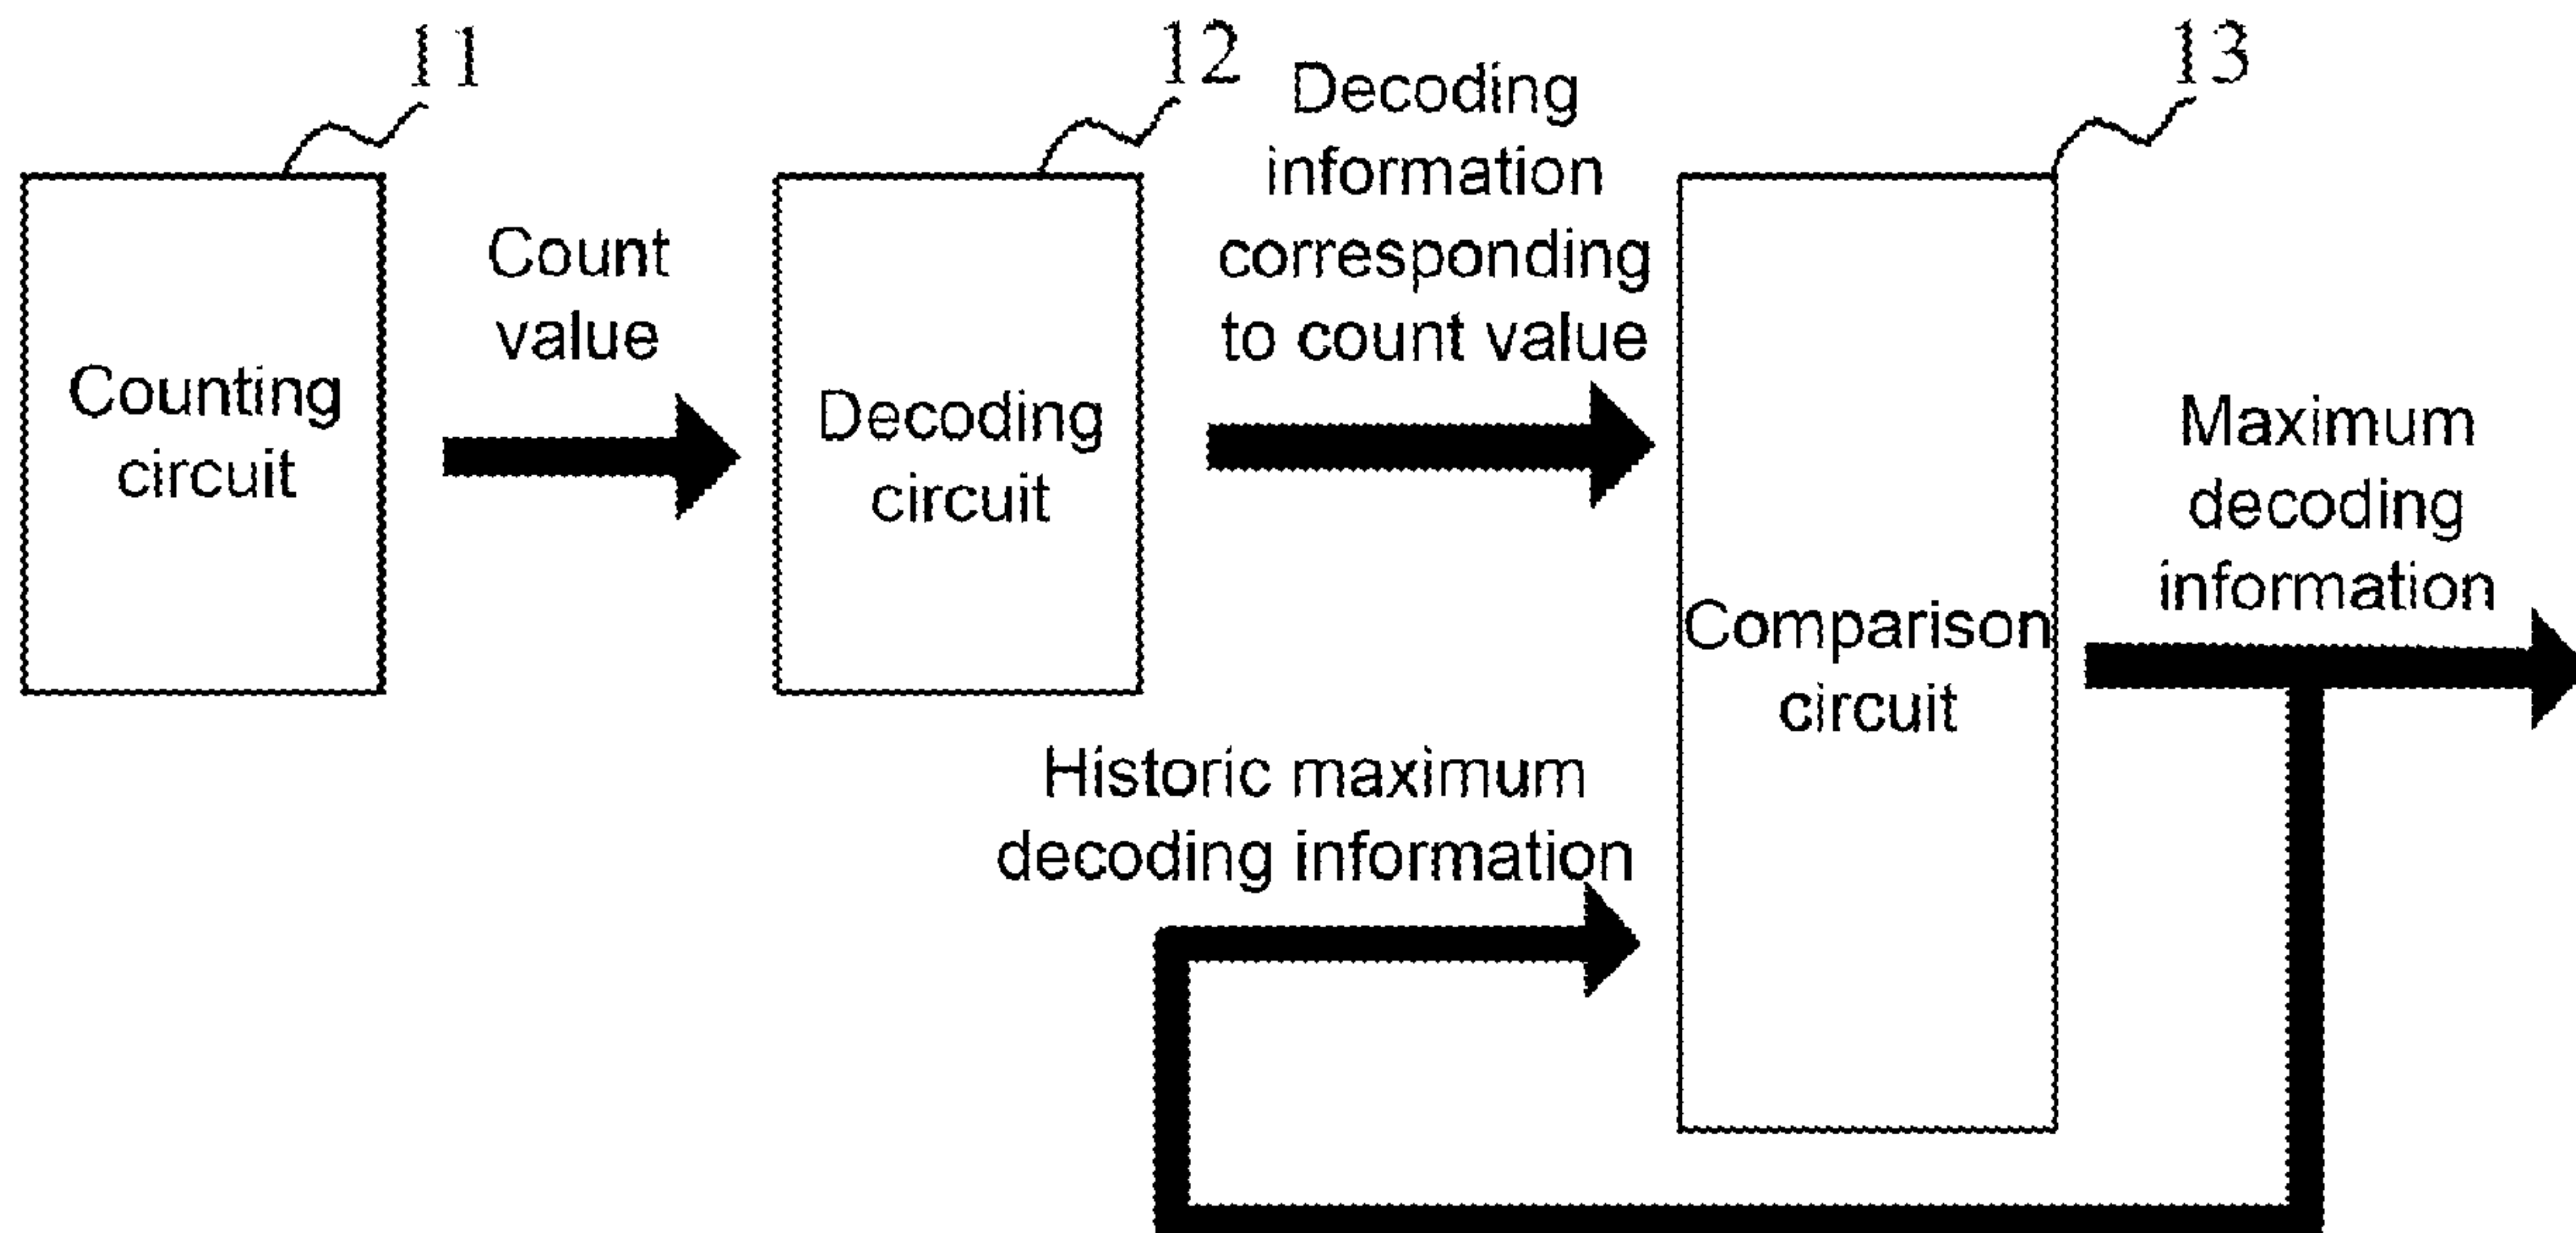 11
12
13
Counting
circuit
Count
value
Decoding
circuit
Decoding
information
corresponding
to count value
Historic maximum
decoding information
Comparison
circuit
Maximum
decoding
information